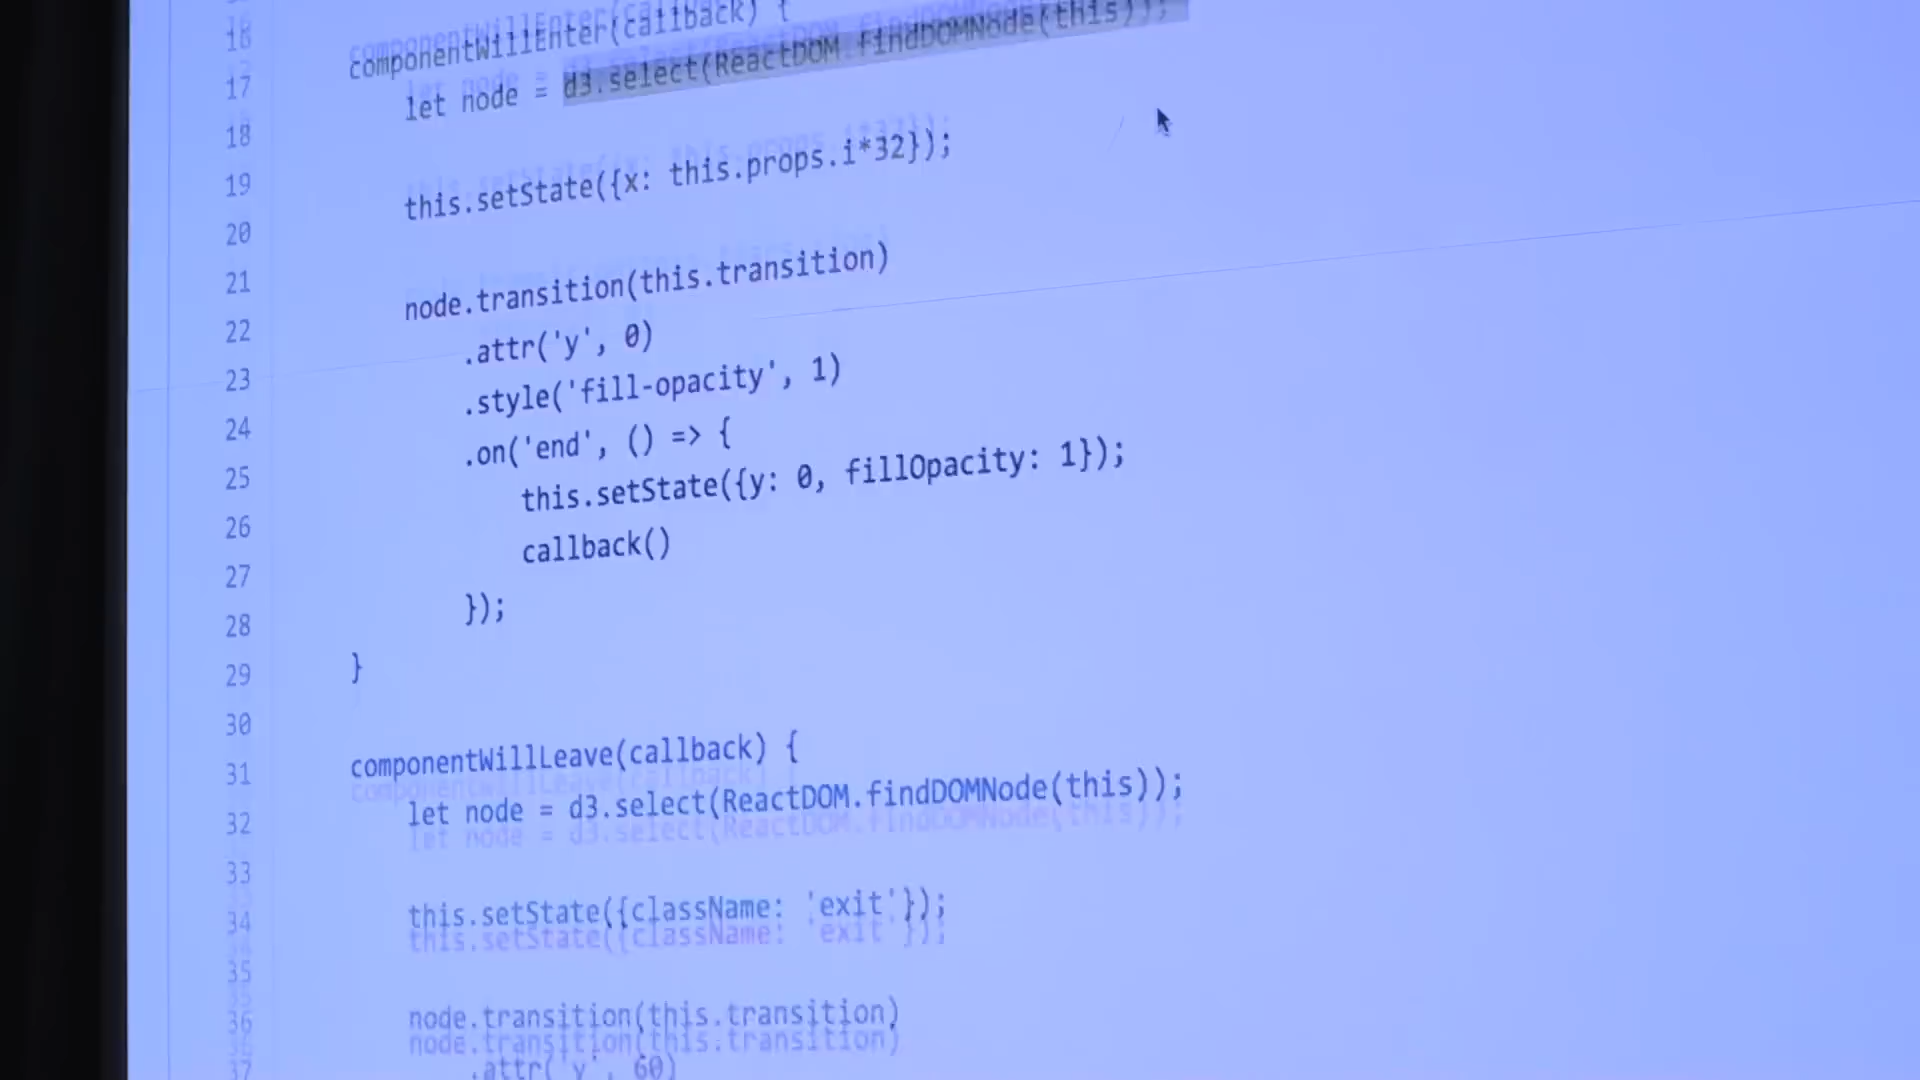 16
componentWillEnter(callback) {
17
let node = d3.select(ReactDOM.findDOMNode(this));
18
19
this.setState({x: this.props.i*32});
20
21
node.transition(this.transition)
22
.attr('y', 0)
23
.style('fill-opacity', 1)
24
.on('end', () => {
25
this.setState({y: 0, fillOpacity: 1});
26
callback()
27
});
28
29
}
30
31
componentWillLeave(callback) {
32
let node = d3.select(ReactDOM.findDOMNode(this));
33
34
this.setState({className: 'exit'});
35
36
node.transition(this.transition)
37
.attr('y', 60)